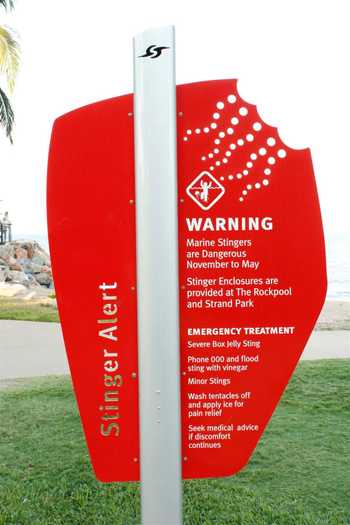 Stinger Alert
WARNING
Marine Stingers
are Dangerous
November to May
Stinger Enclosures are
provided at The Rockpool
and Strand Park
EMERGENCY TREATMENT
Severe Box Jelly Sting
Phone 000 and flood
sting with vinegar
Minor Stings
Wash tentacles off
and apply ice for
pain relief
Seek medical advice
if discomfort
continues